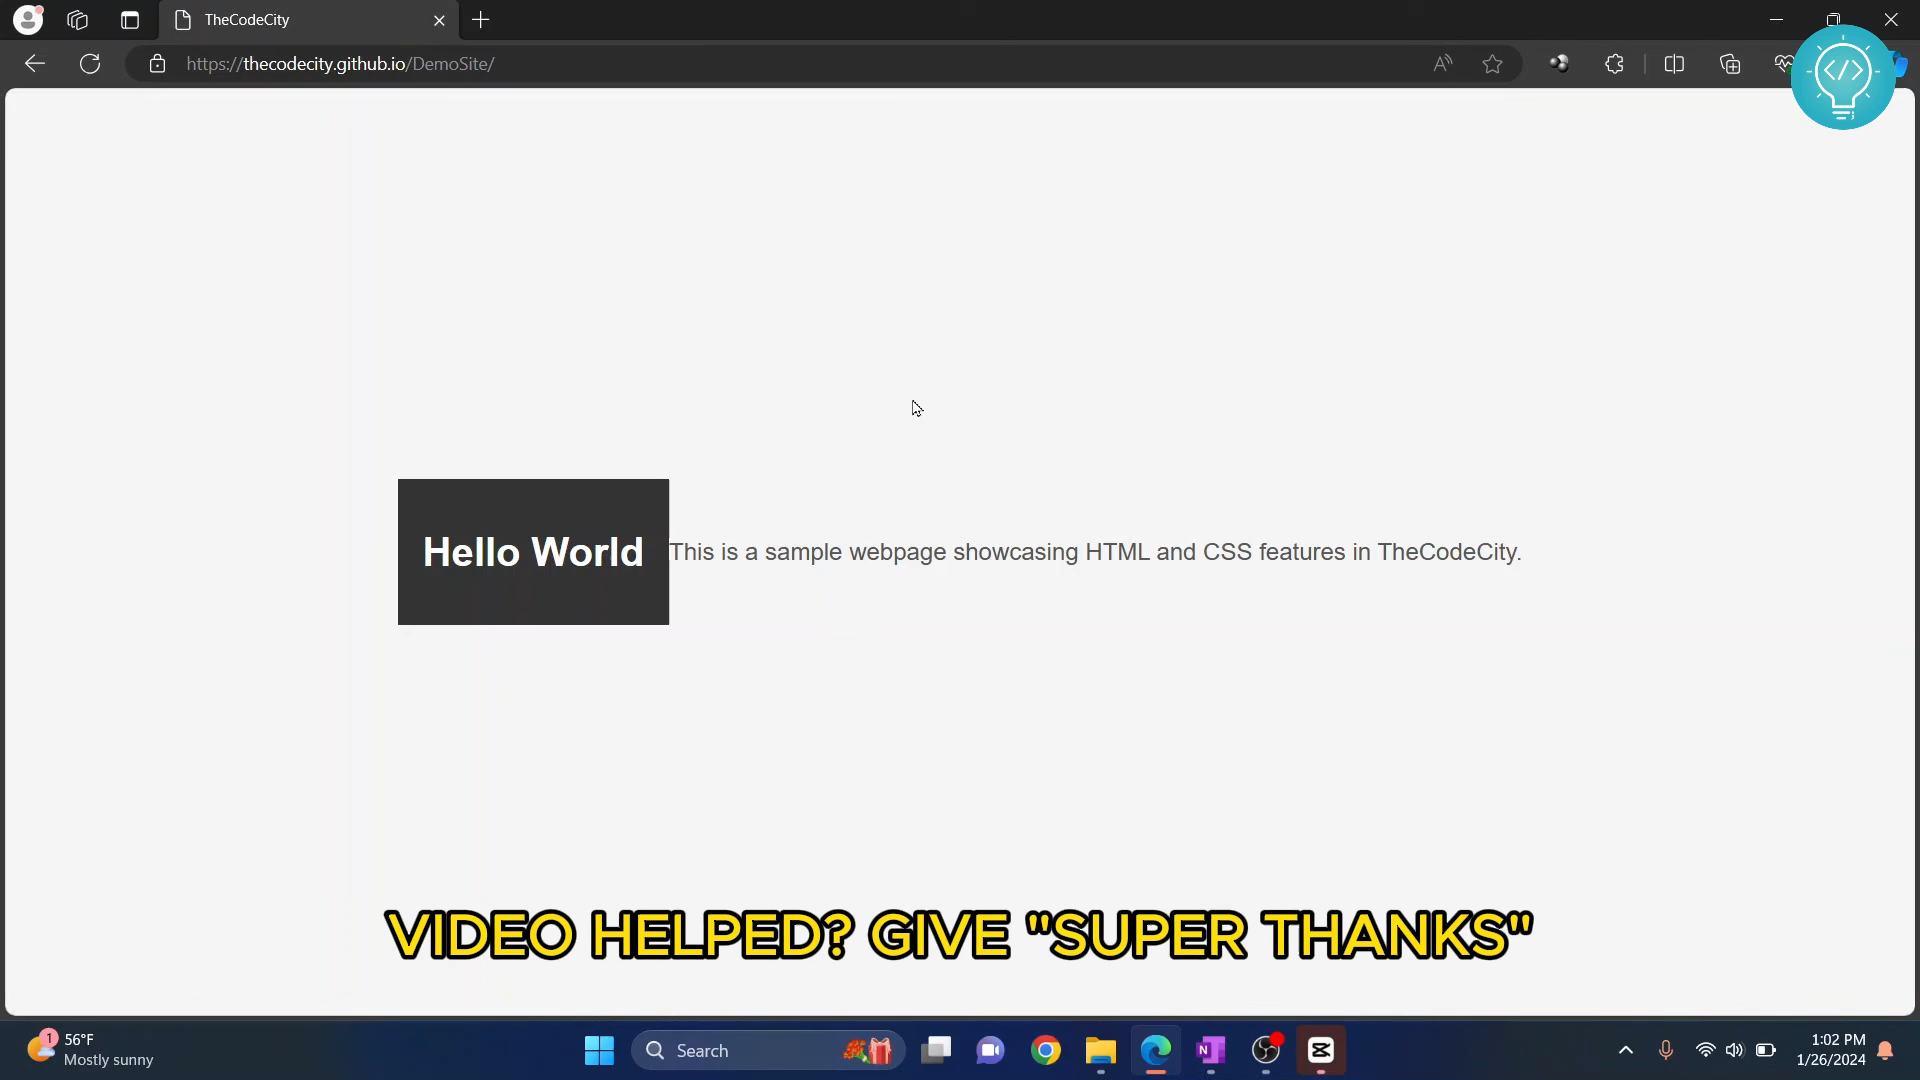 TheCodeCity
https://thecodecity.github.io/DemoSite/
</>
Hello World
This is a sample webpage showcasing HTML and CSS features in TheCodeCity.
VIDEO HELPED? GIVE "SUPER THANKS"
1
56°F
Mostly sunny
Search
N
1:02 PM
1/26/2024